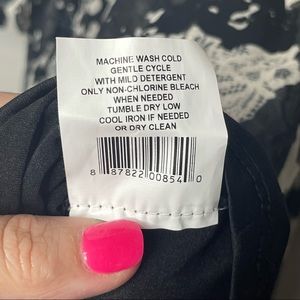 MACHINE WASH COLD
GENTLE CYCLE
WITH MILD DETERGENT
ONLY NON-CHLORINE BLEACH
WHEN NEEDED
TUMBLE DRY LOW
COOL IRON IF NEEDED
OR DRY CLEAN
8 87822 00854 0